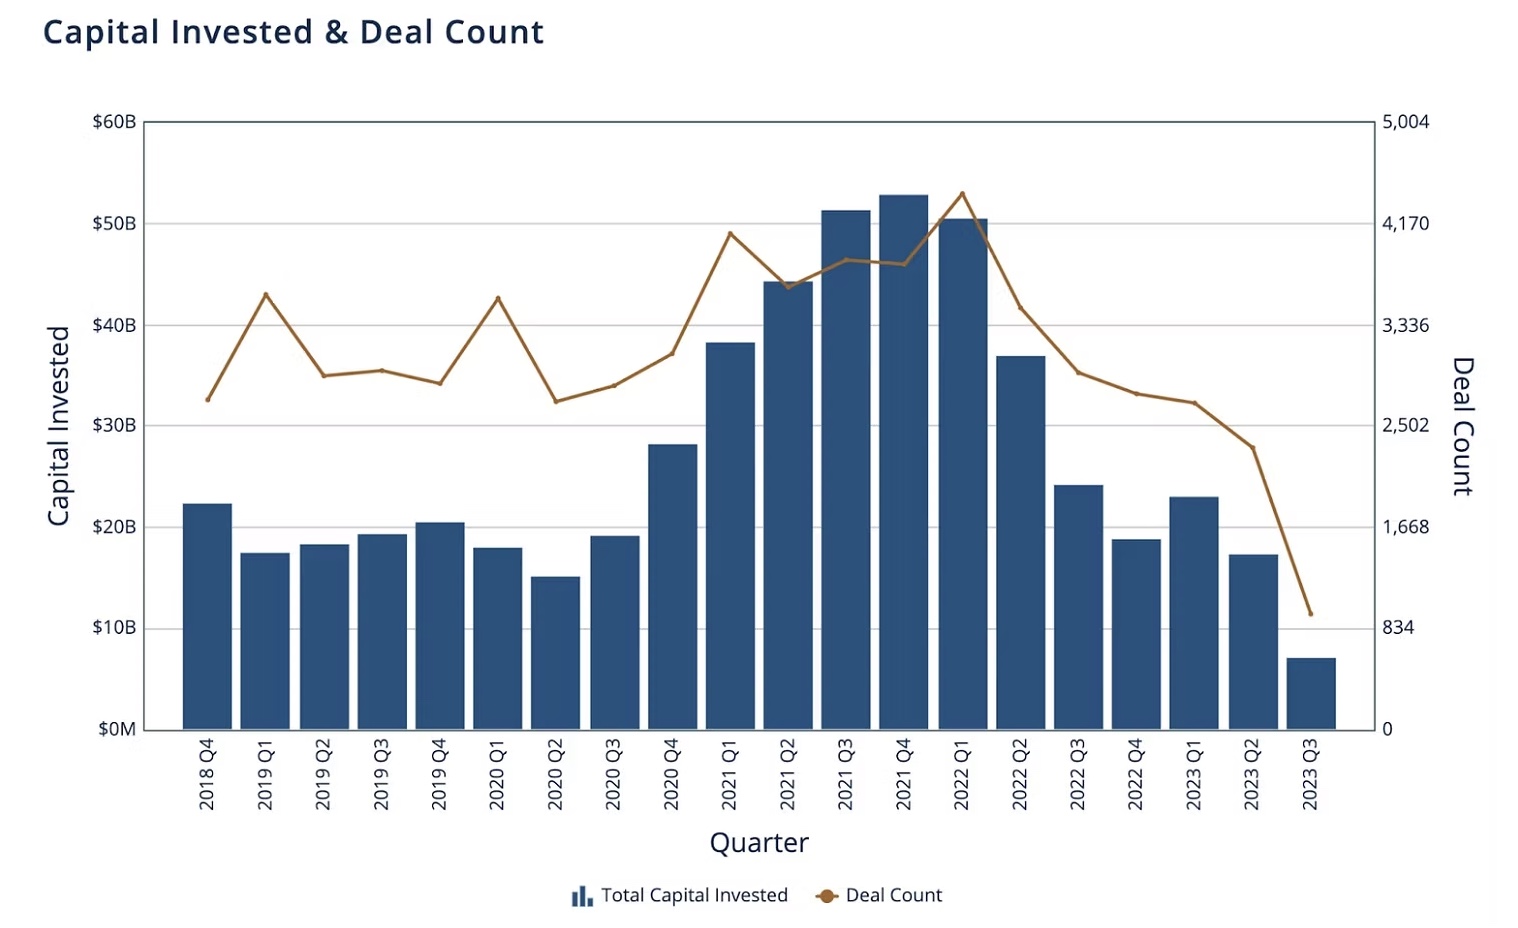 Capital Invested & Deal Count
$60B
$50B
$40B
$30B
$20B
$10B
$0M
Capital Invested
5,004
4,170
3,336
2,502
1,668
834
0
Deal Count
2018 Q4
2019 Q1
2019 Q2
2019 Q3
2019 Q4
2020 Q1
2020 Q2
2020 Q3
2020 Q4
2021 Q1
2021 Q2
2021 Q3
2021 Q4
2022 Q1
2022 Q2
2022 Q3
2022 Q4
2023 Q1
2023 Q2
2023 Q3
Quarter
Total Capital Invested
Deal Count